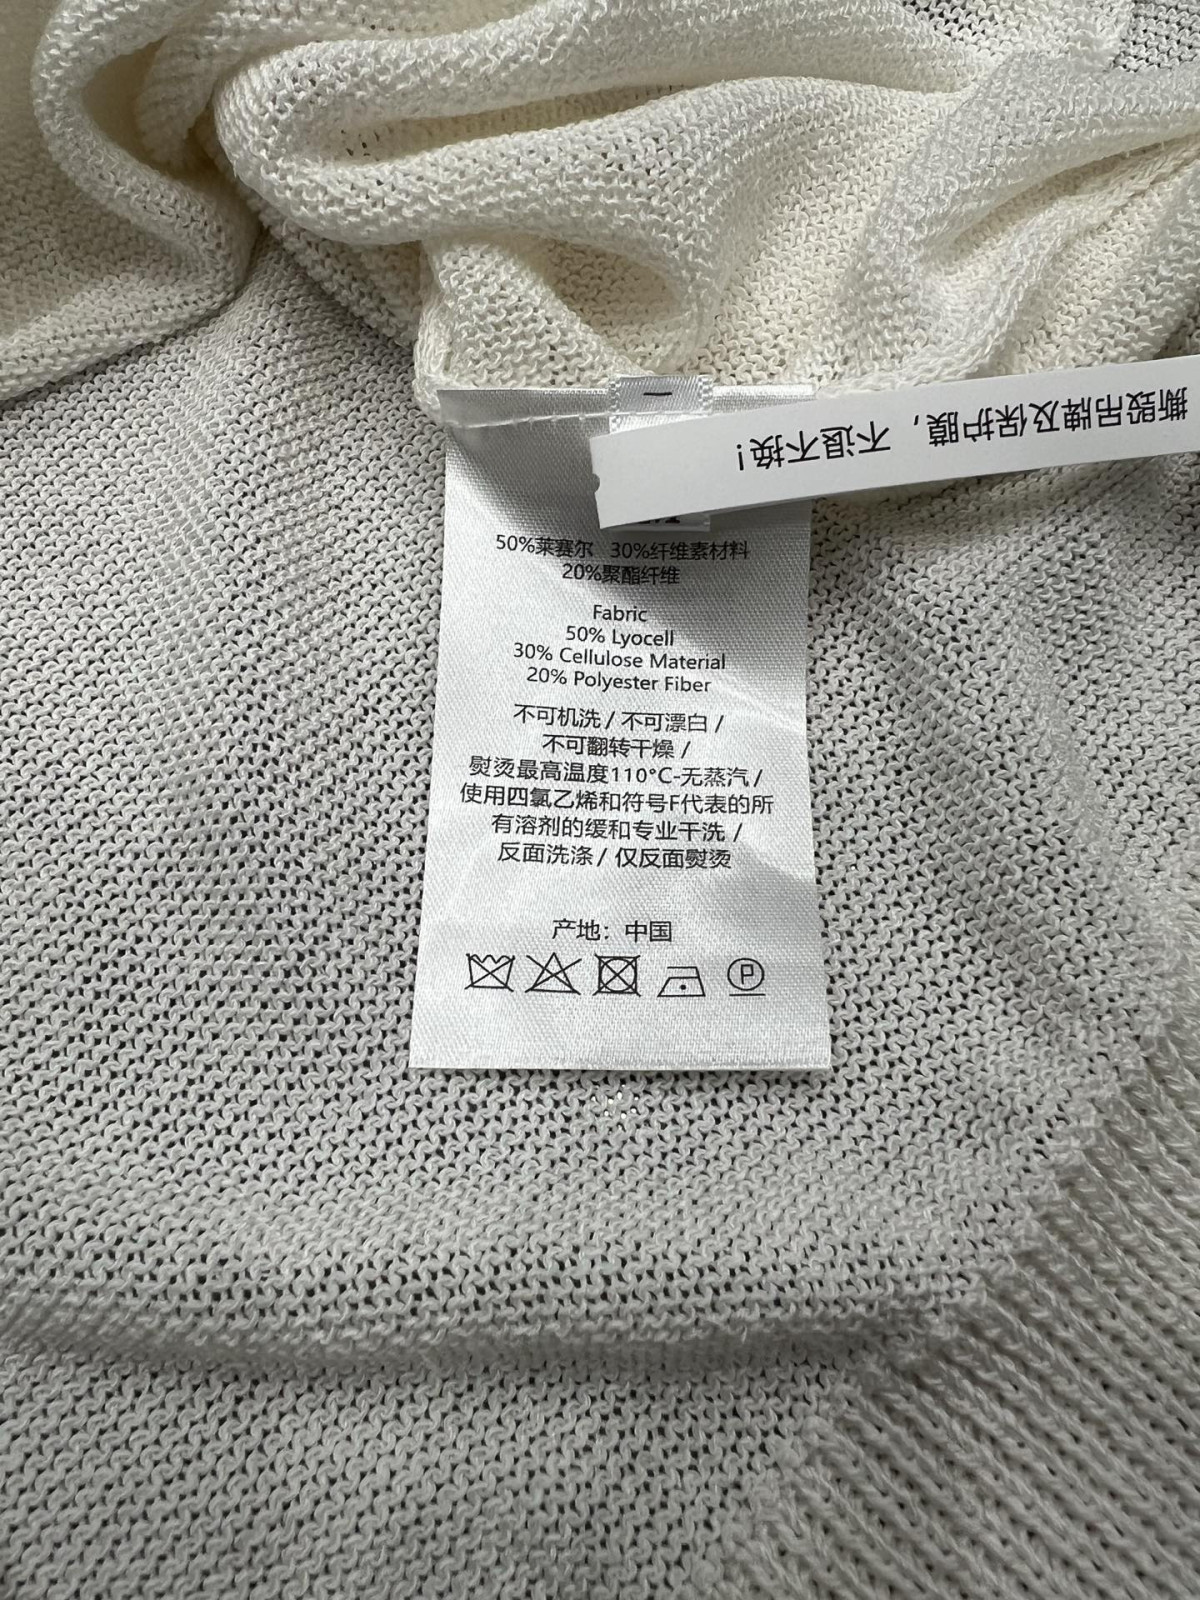 撕毁吊牌及保护膜，不退不换！
50%莱赛尔 30%纤维素材料
20%聚酯纤维
Fabric
50% Lyocell
30% Cellulose Material
20% Polyester Fiber
不可机洗 / 不可漂白 /
不可翻转干燥 /
熨烫最高温度110°C-无蒸汽 /
使用四氯乙烯和符号F代表的所
有溶剂的缓和专业干洗 /
反面洗涤 / 仅反面熨烫
产地：中国
P